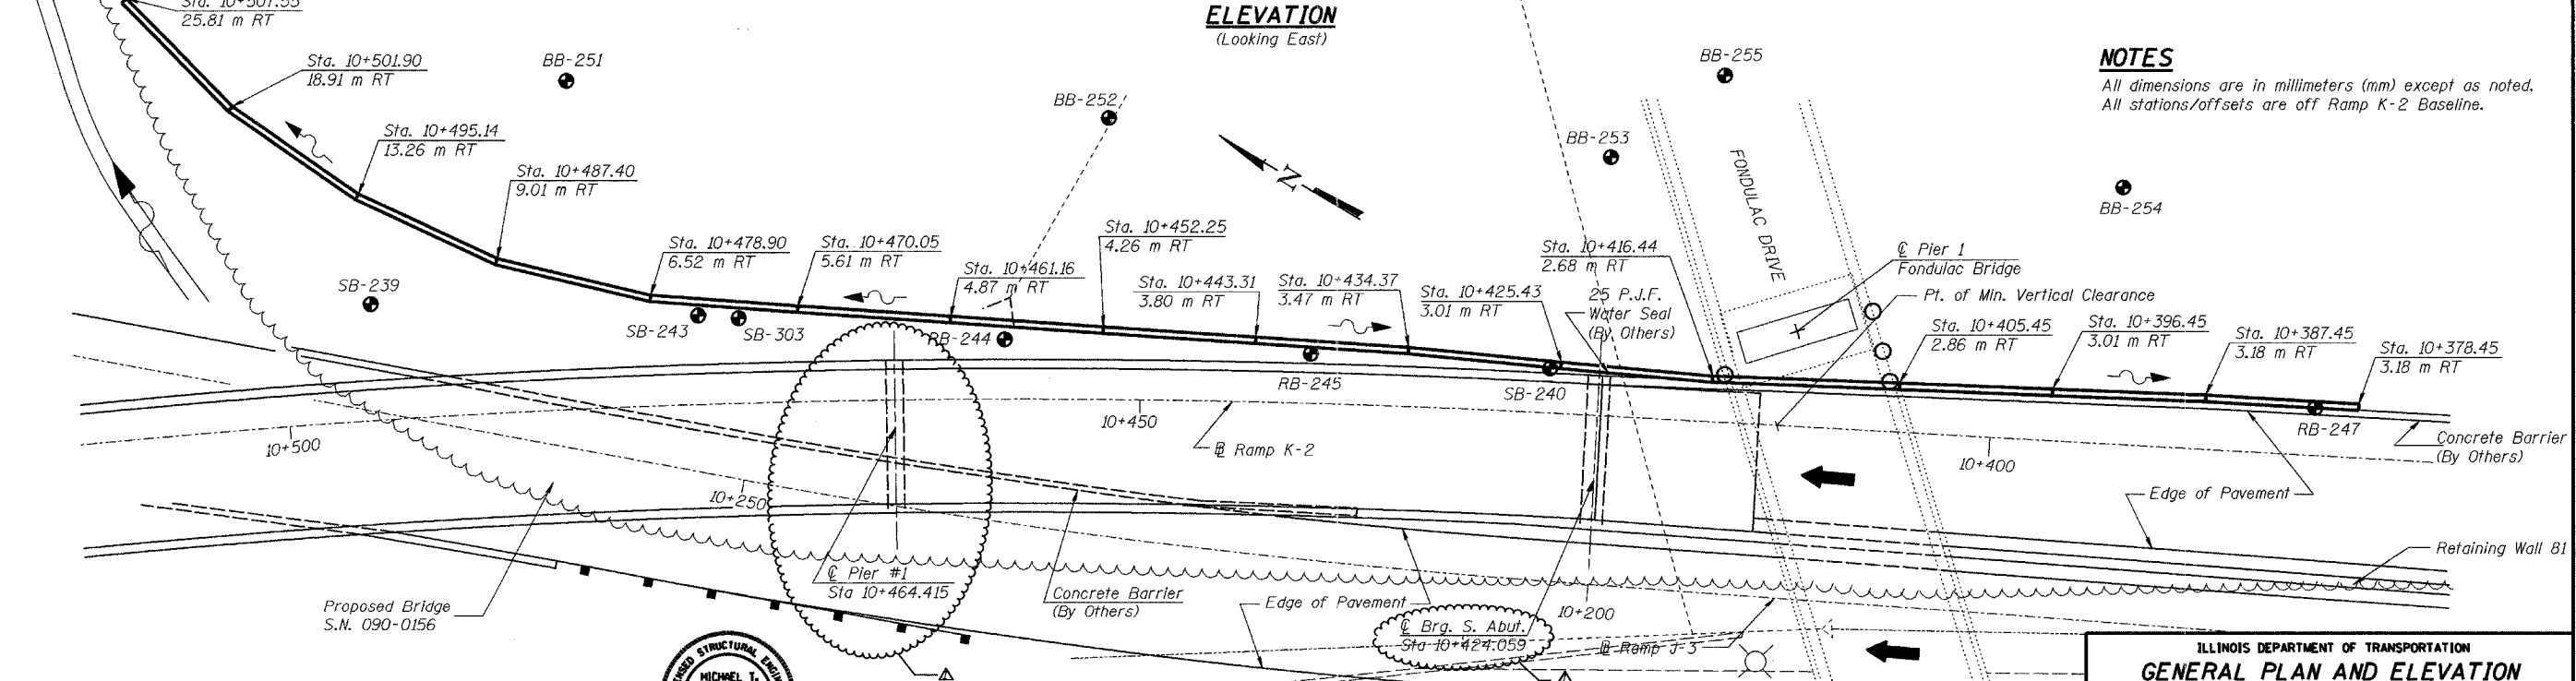 Sta. 10+507.55
25.81 m RT
ELEVATION
(Looking East)
Sta. 10+501.90
18.91 m RT
BB-251
BB-252
BB-255
NOTES
All dimensions are in millimeters (mm) except as noted.
All stations/offsets are off Ramp K-2 Baseline.
Sta. 10+495.14
13.26 m RT
BB-253
Sta. 10+487.40
9.01 m RT
N
FONDULAC DRIVE
BB-254
Sta. 10+478.90
6.52 m RT
Sta. 10+470.05
5.61 m RT
Sta. 10+461.16
4.87 m RT
Sta. 10+452.25
4.26 m RT
Sta. 10+443.31
3.80 m RT
Sta. 10+434.37
3.47 m RT
Sta. 10+425.43
3.01 m RT
Sta. 10+416.44
2.68 m RT
25 P.J.F.
Water Seal
(By Others)
℄ Pier 1
Fondulac Bridge
Pt. of Min. Vertical Clearance
Sta. 10+405.45
2.86 m RT
Sta. 10+396.45
3.01 m RT
Sta. 10+387.45
3.18 m RT
Sta. 10+378.45
3.18 m RT
SB-239
SB-243
SB-303
RB-244
RB-245
SB-240
RB-247
Concrete Barrier
(By Others)
10+500
10+450
10+400
℄ Ramp K-2
10+250
Edge of Pavement
Retaining Wall 81
℄ Pier #1
Sta 10+464.415
Concrete Barrier
(By Others)
Edge of Pavement
10+200
℄ Brg. S. Abut.
Sta 10+424.059
℄ Ramp J-3
Proposed Bridge
S.N. 090-0156
STRUCTURAL
MICHAEL T.
1
1
ILLINOIS DEPARTMENT OF TRANSPORTATION
GENERAL PLAN AND ELEVATION